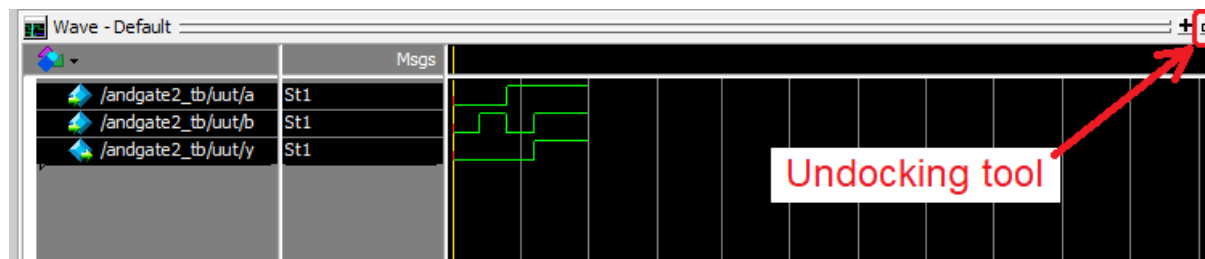 Wave - Default
Msgs
/andgate2_tb/uut/a St1
/andgate2_tb/uut/b St1
/andgate2_tb/uut/y St1
Undocking tool